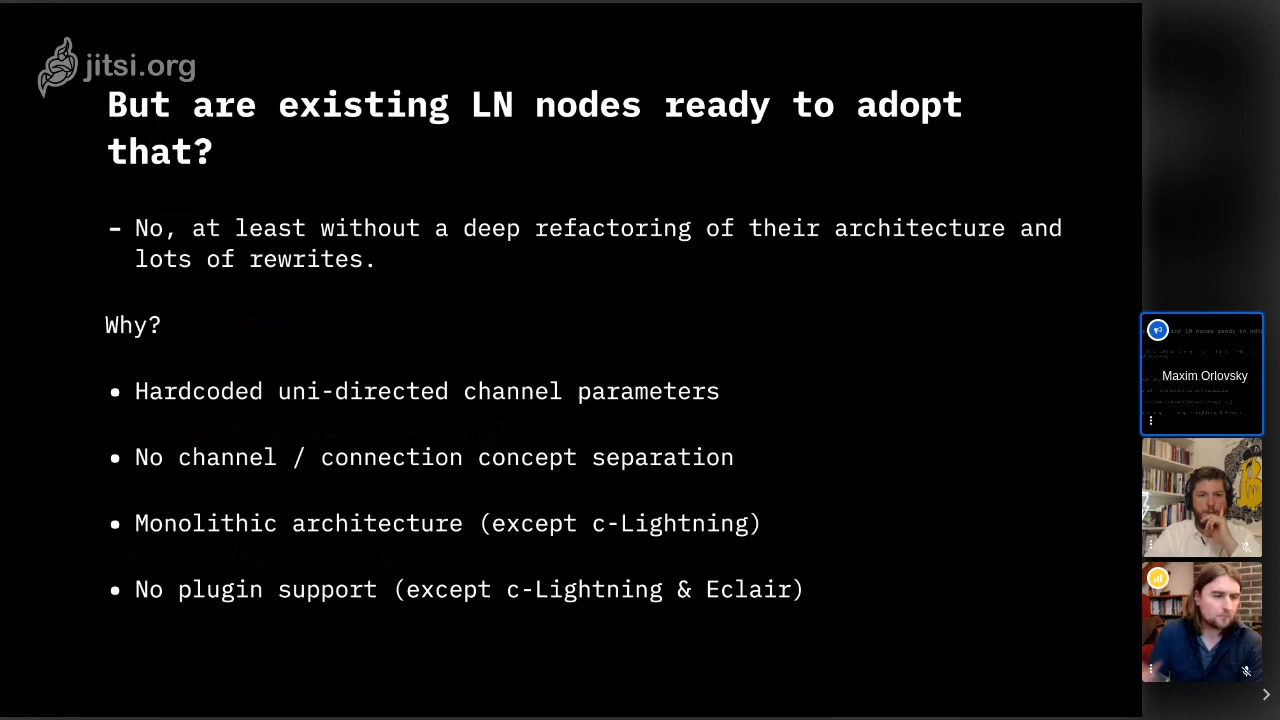 jitsi.org
But are existing LN nodes ready to adopt
that?
– No, at least without a deep refactoring of their architecture and
lots of rewrites.
Why?
• Hardcoded uni-directed channel parameters
• No channel / connection concept separation
• Monolithic architecture (except c-Lightning)
• No plugin support (except c-Lightning & Eclair)
Maxim Orlovsky